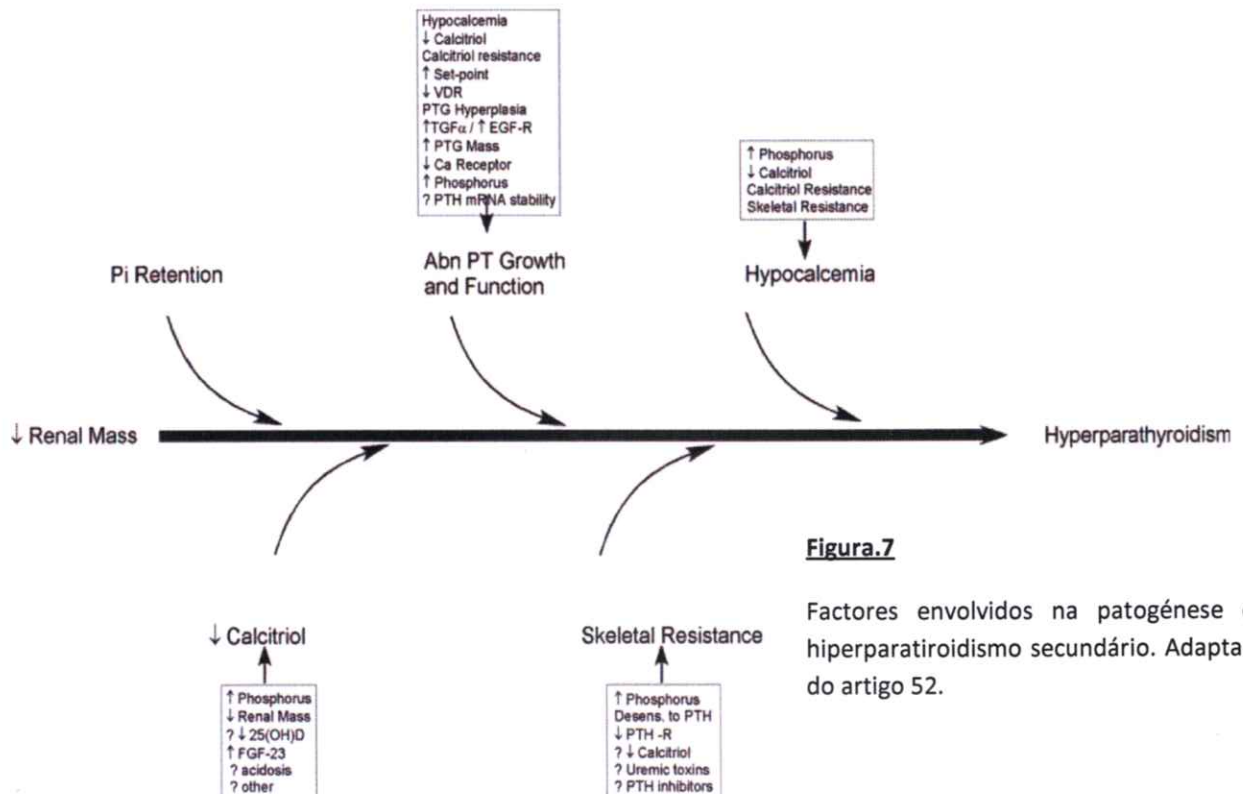 Hypocalcemia
↓ Calcitriol
Calcitriol resistance
↑ Set-point
↓ VDR
PTG Hyperplasia
↑TGFα / ↑ EGF-R
↑ PTG Mass
↓ Ca Receptor
↑ Phosphorus
? PTH mRNA stability
↑ Phosphorus
↓ Calcitriol
Calcitriol Resistance
Skeletal Resistance
Pi Retention
Abn PT Growth
and Function
Hypocalcemia
↓ Renal Mass
Hyperparathyroidism
↓ Calcitriol
↑ Phosphorus
↓ Renal Mass
? ↓ 25(OH)D
↑ FGF-23
? acidosis
? other
Skeletal Resistance
↑ Phosphorus
Desens. to PTH
↓ PTH -R
? ↓ Calcitriol
? Uremic toxins
? PTH inhibitors
Figura.7
Factores envolvidos na patogénese
hiperparatiroidismo secundário. Adapta
do artigo 52.